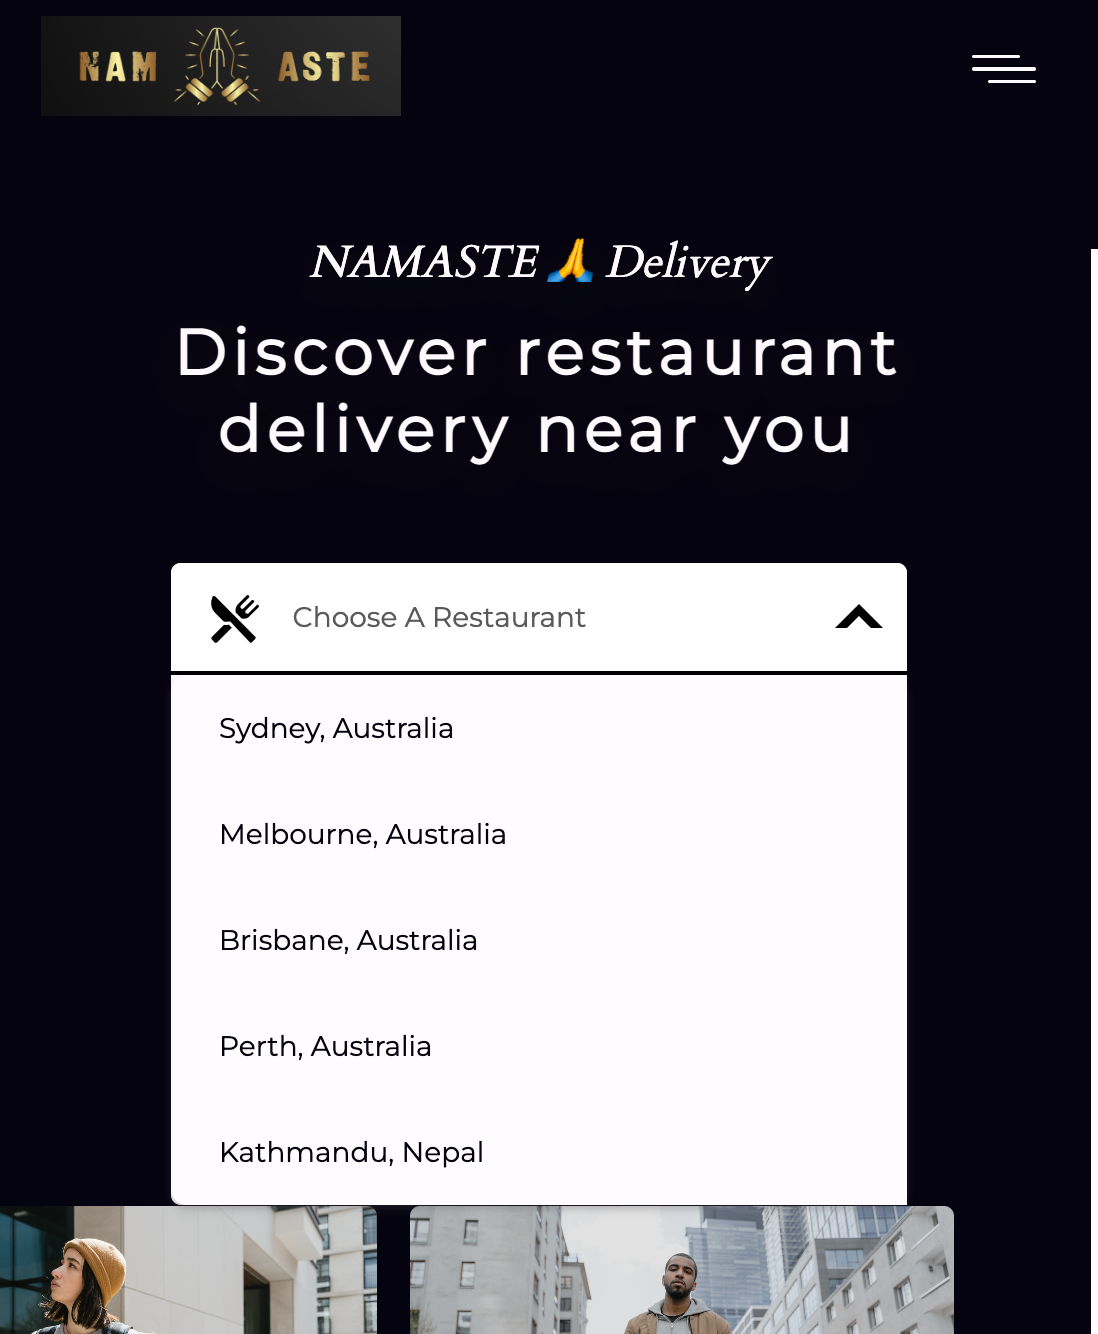 NAM ASTE
NAMASTE 🙏 Delivery
Discover restaurant
delivery near you
Choose A Restaurant
Sydney, Australia
Melbourne, Australia
Brisbane, Australia
Perth, Australia
Kathmandu, Nepal